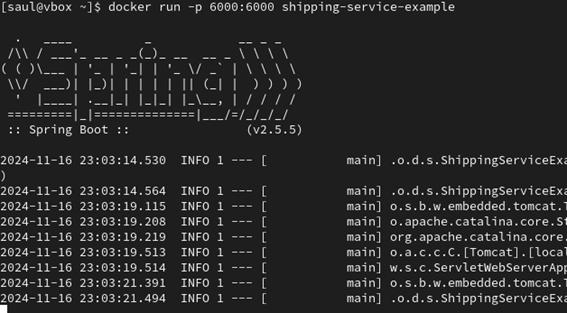 [saul@vbox ~]$ docker run -p 6000:6000 shipping-service-example
  .   ____          _            __ _ _
 /\\ / ___'_ __ _ _(_)_ __  __ _ \ \ \ \
( ( )\___ | '_ | '_| | '_ \/ _` | \ \ \ \
 \\/  ___)| |_)| | | | | || (_| |  ) ) ) )
  '  |____| .__|_| |_|_| |_\__, | / / / /
 =========|_|==============|___/=/_/_/_/
 :: Spring Boot ::                (v2.5.5)
2024-11-16 23:03:14.530  INFO 1 --- [           main] .o.d.s.ShippingServiceExa
)
2024-11-16 23:03:14.564  INFO 1 --- [           main] .o.d.s.ShippingServiceExa
2024-11-16 23:03:19.115  INFO 1 --- [           main] o.s.b.w.embedded.tomcat.T
2024-11-16 23:03:19.208  INFO 1 --- [           main] o.apache.catalina.core.St
2024-11-16 23:03:19.219  INFO 1 --- [           main] org.apache.catalina.core.
2024-11-16 23:03:19.513  INFO 1 --- [           main] o.a.c.c.C.[Tomcat].[local
2024-11-16 23:03:19.514  INFO 1 --- [           main] w.s.c.ServletWebServerApp
2024-11-16 23:03:21.391  INFO 1 --- [           main] o.s.b.w.embedded.tomcat.T
2024-11-16 23:03:21.494  INFO 1 --- [           main] .o.d.s.ShippingServiceExa